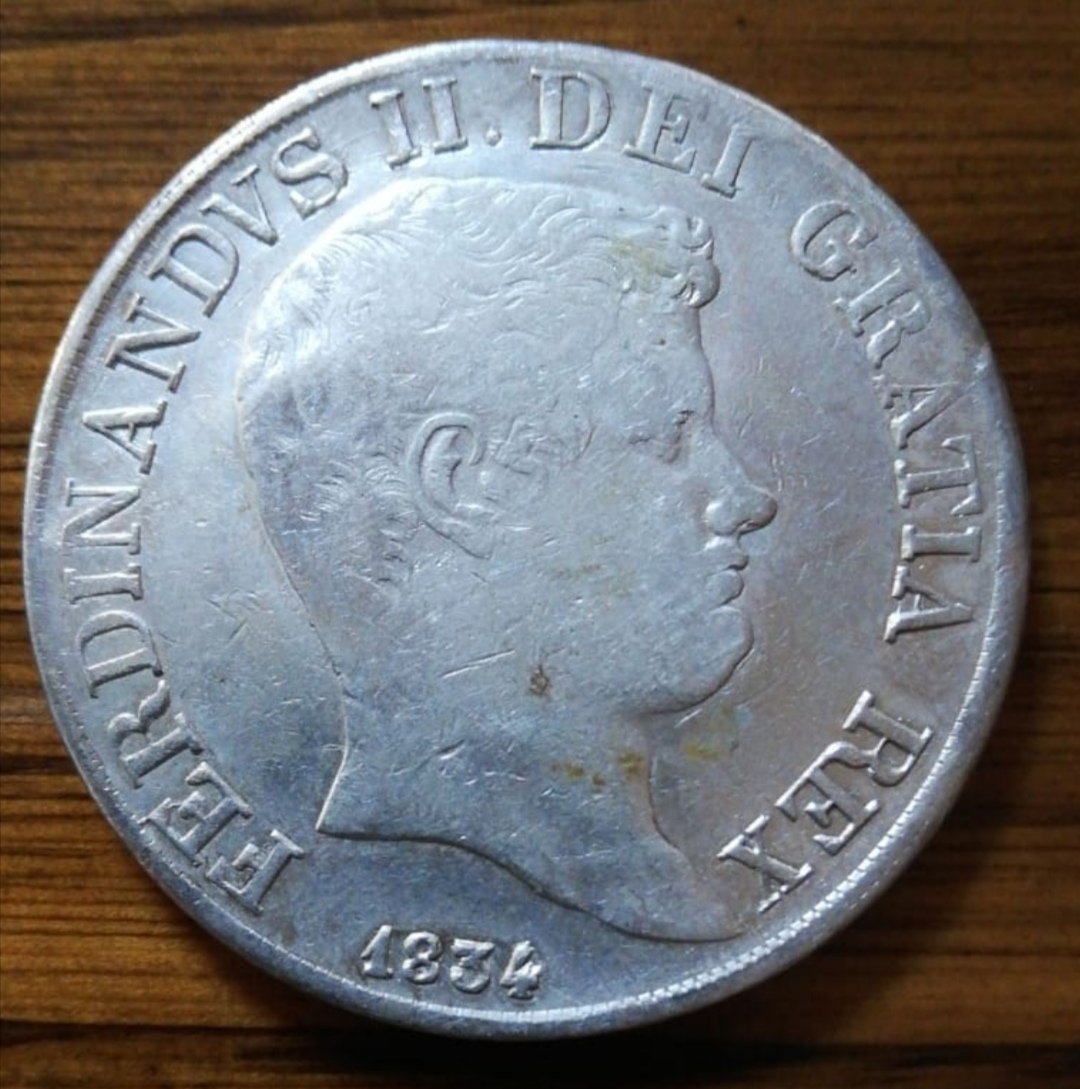 FERDINANDVS II. DEI GRATIA REX
1834